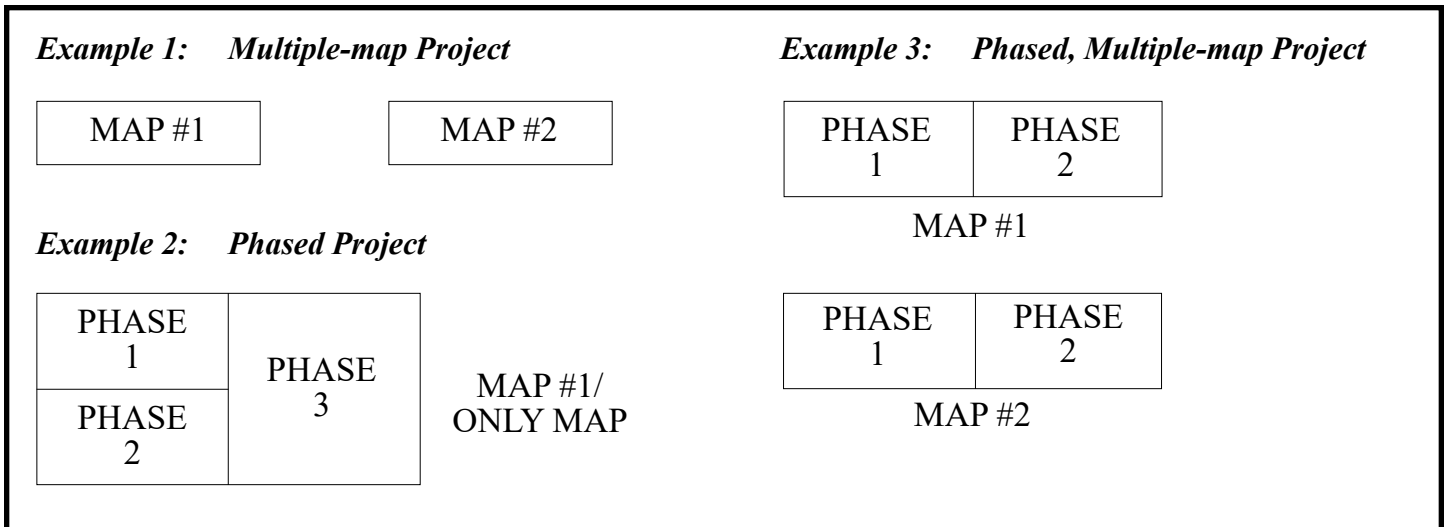 Example 1: Multiple-map Project
MAP #1
MAP #2
Example 2: Phased Project
PHASE
1
PHASE
2
PHASE
3
MAP #1/
ONLY MAP
Example 3: Phased, Multiple-map Project
PHASE
1
PHASE
2
MAP #1
PHASE
1
PHASE
2
MAP #2